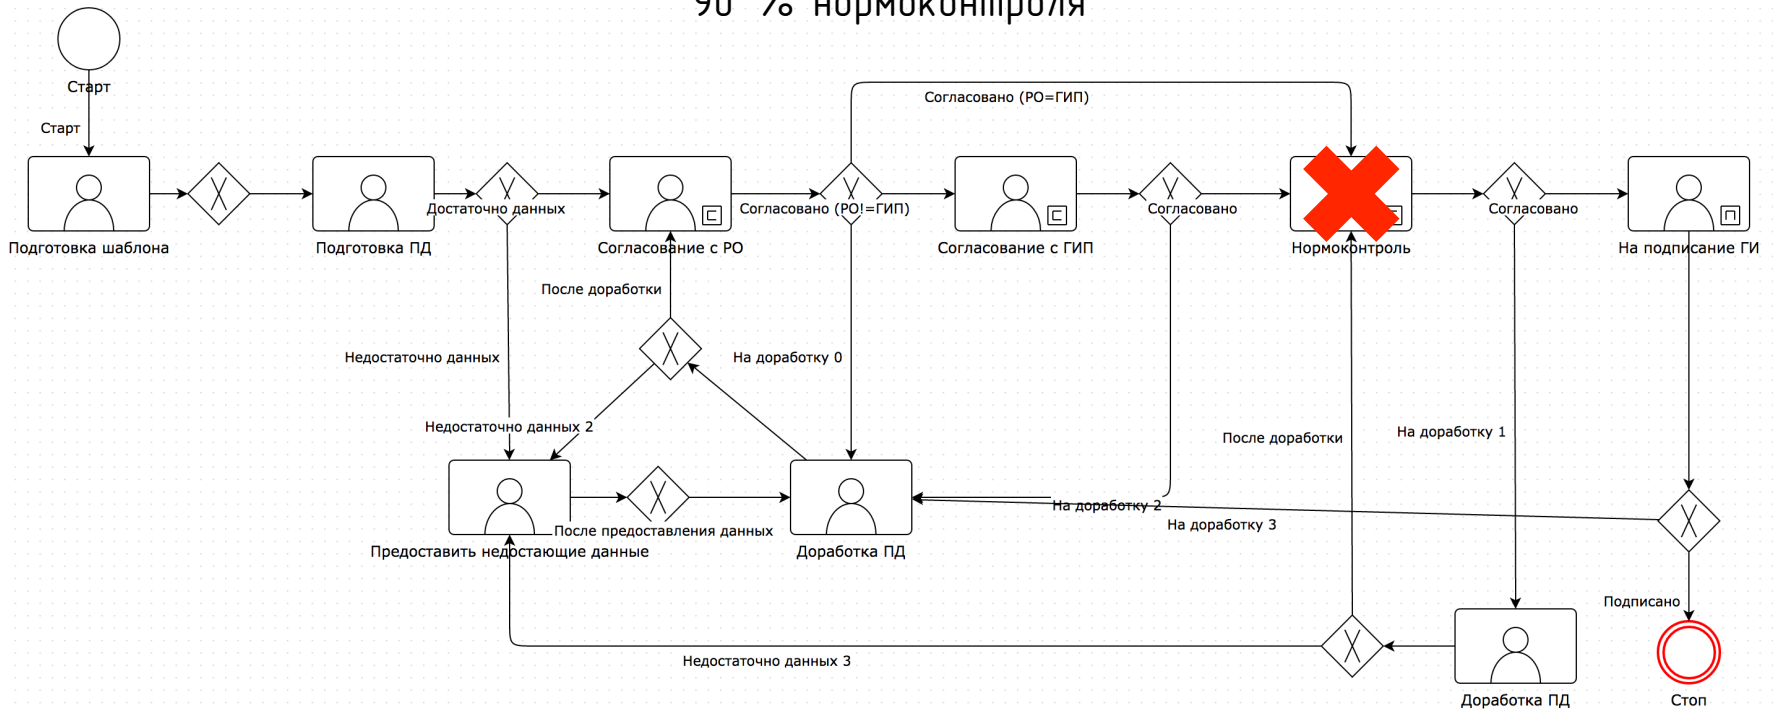 90 % нормоконтроля
Старт
Старт
Согласовано (РО=ГИП)
Достаточно данных
Согласовано (РО!=ГИП)
Согласовано
Согласовано
Подготовка шаблона
Подготовка ПД
Согласование с РО
Согласование с ГИП
Нормоконтроль
На подписание ГИ
После доработки
Недостаточно данных
На доработку 0
Недостаточно данных 2
После доработки
На доработку 1
На доработку 2
На доработку 3
После предоставления данных
Предоставить недостающие данные
Доработка ПД
Подписано
Недостаточно данных 3
Доработка ПД
Стоп